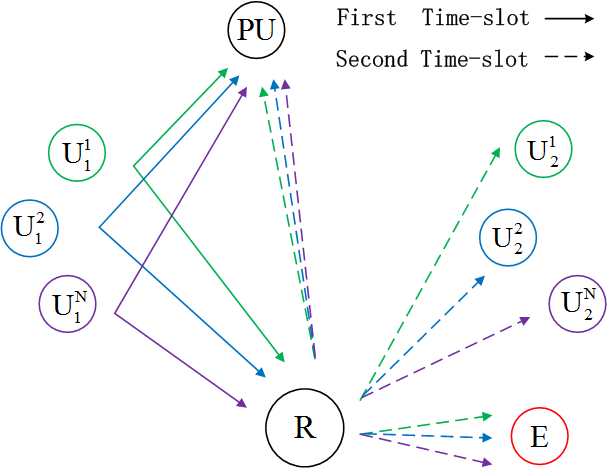 PU
First Time-slot
Second Time-slot
U₁¹
U₁²
U₁ᴺ
U₂¹
U₂²
U₂ᴺ
R
E